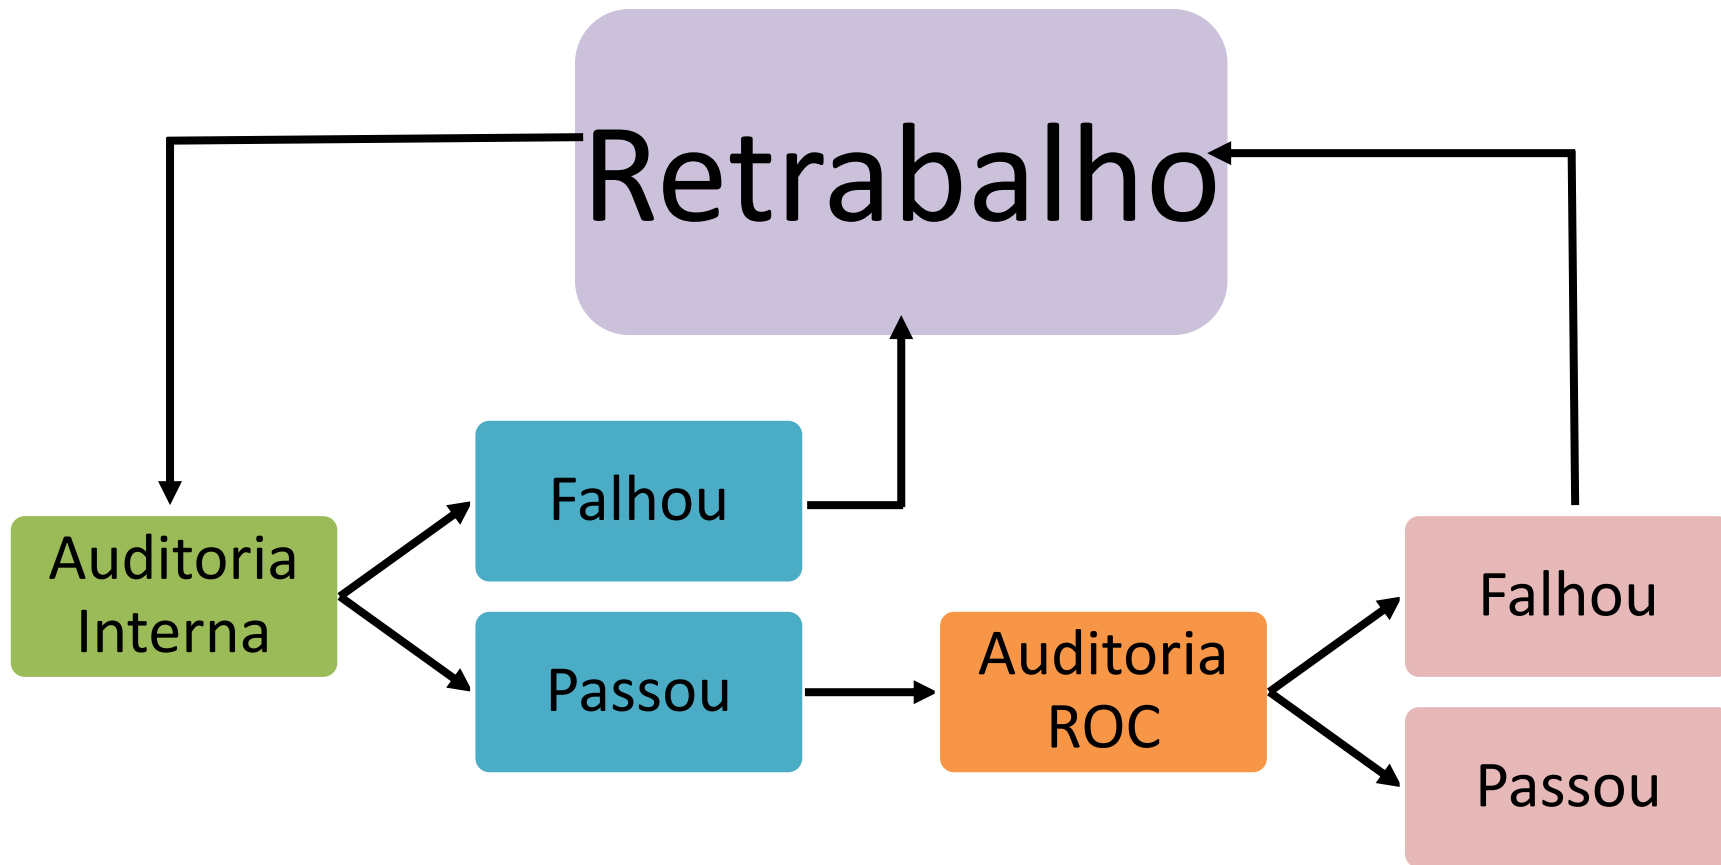 Retrabalho
Auditoria
Interna
Falhou
Passou
Auditoria
ROC
Falhou
Passou